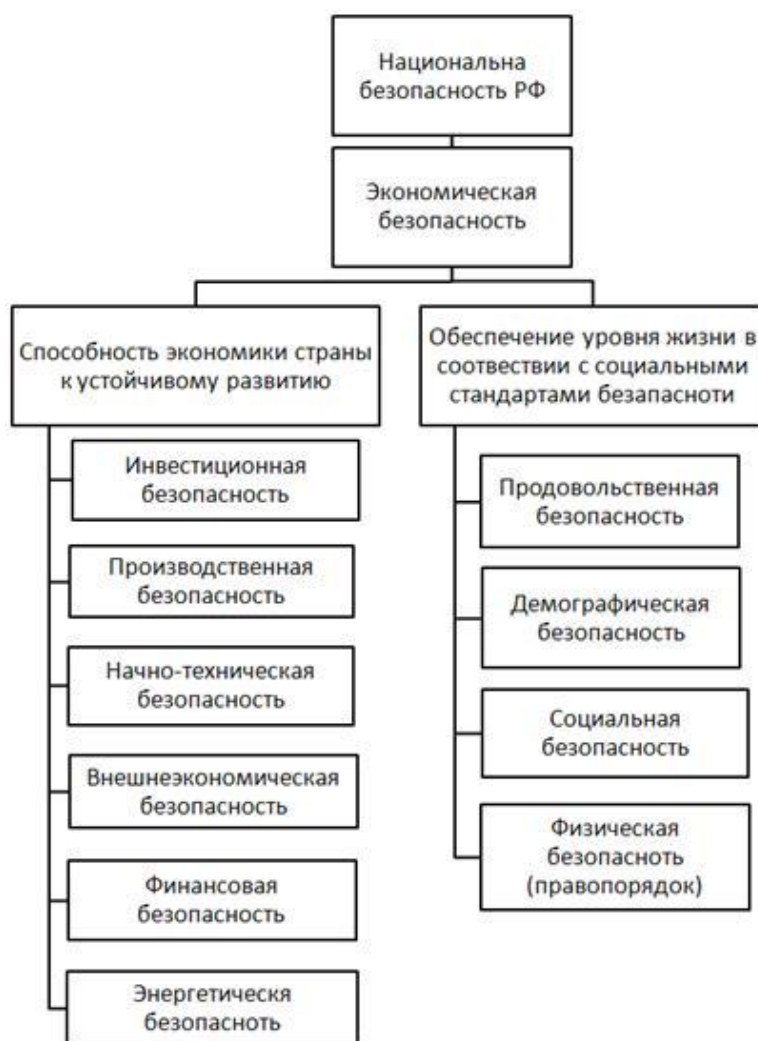 Национальна
безопасность РФ
Экономическая
безопасность
Способность экономики страны
к устойчивому развитию
Инвестиционная
безопасность
Производственная
безопасность
Начно-техническая
безопасность
Внешнеэкономическая
безопасность
Финансовая
безопасность
Энергетическя
безопасноть
Обеспечение уровня жизни в
соотвествии с социальными
стандартами безапасноти
Продовольственная
безопасность
Демографическая
безопасность
Социальная
безопасность
Физическая
безопасноть
(правопорядок)